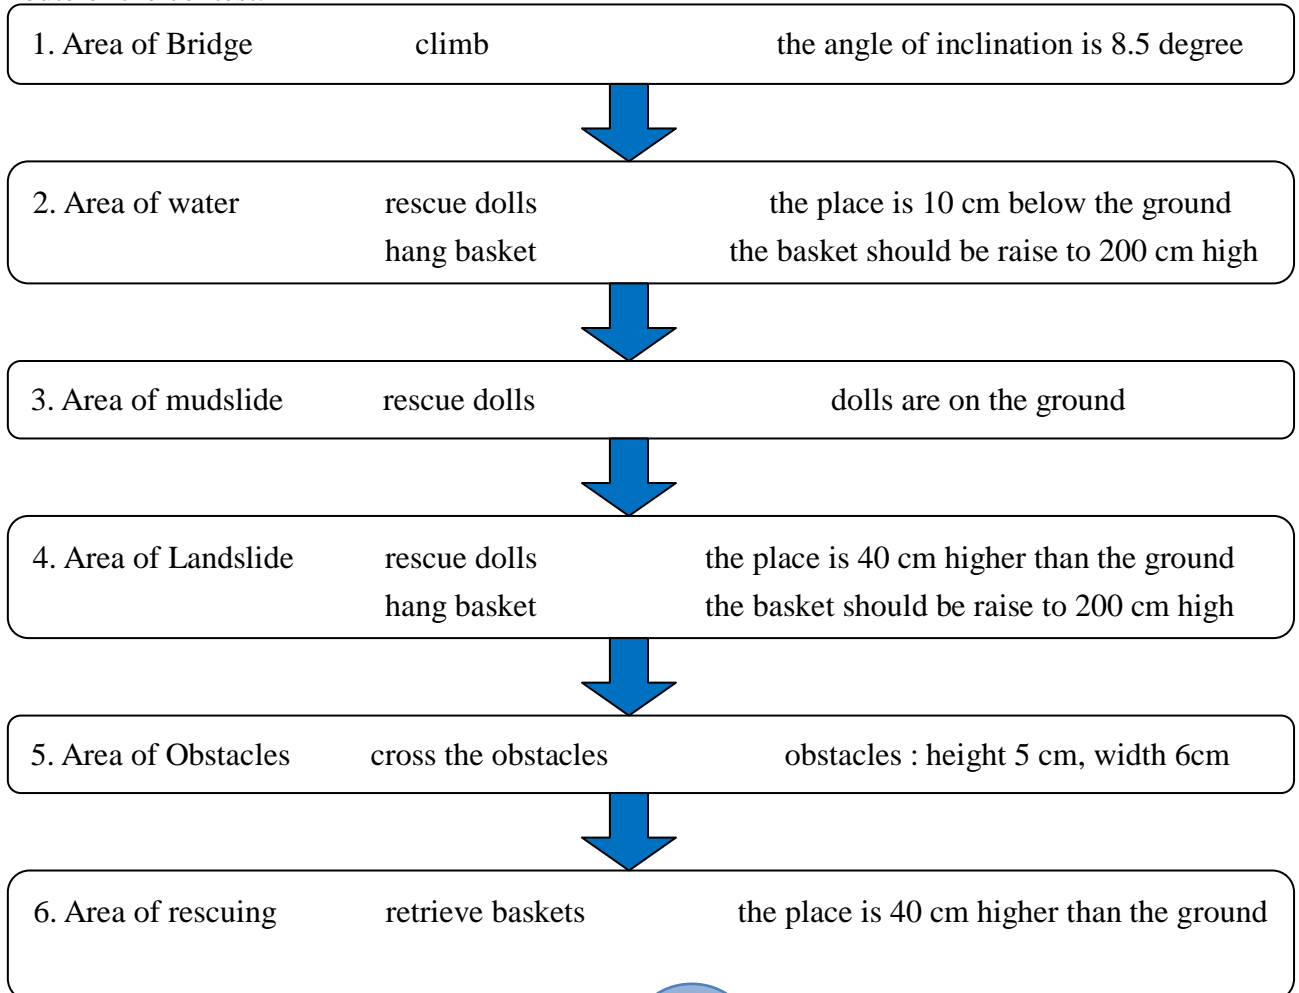 1. Area of Bridge climb the angle of inclination is 8.5 degree
2. Area of water rescue dolls the place is 10 cm below the ground
hang basket the basket should be raise to 200 cm high
3. Area of mudslide rescue dolls dolls are on the ground
4. Area of Landslide rescue dolls the place is 40 cm higher than the ground
hang basket the basket should be raise to 200 cm high
5. Area of Obstacles cross the obstacles obstacles : height 5 cm, width 6cm
6. Area of rescuing retrieve baskets the place is 40 cm higher than the ground